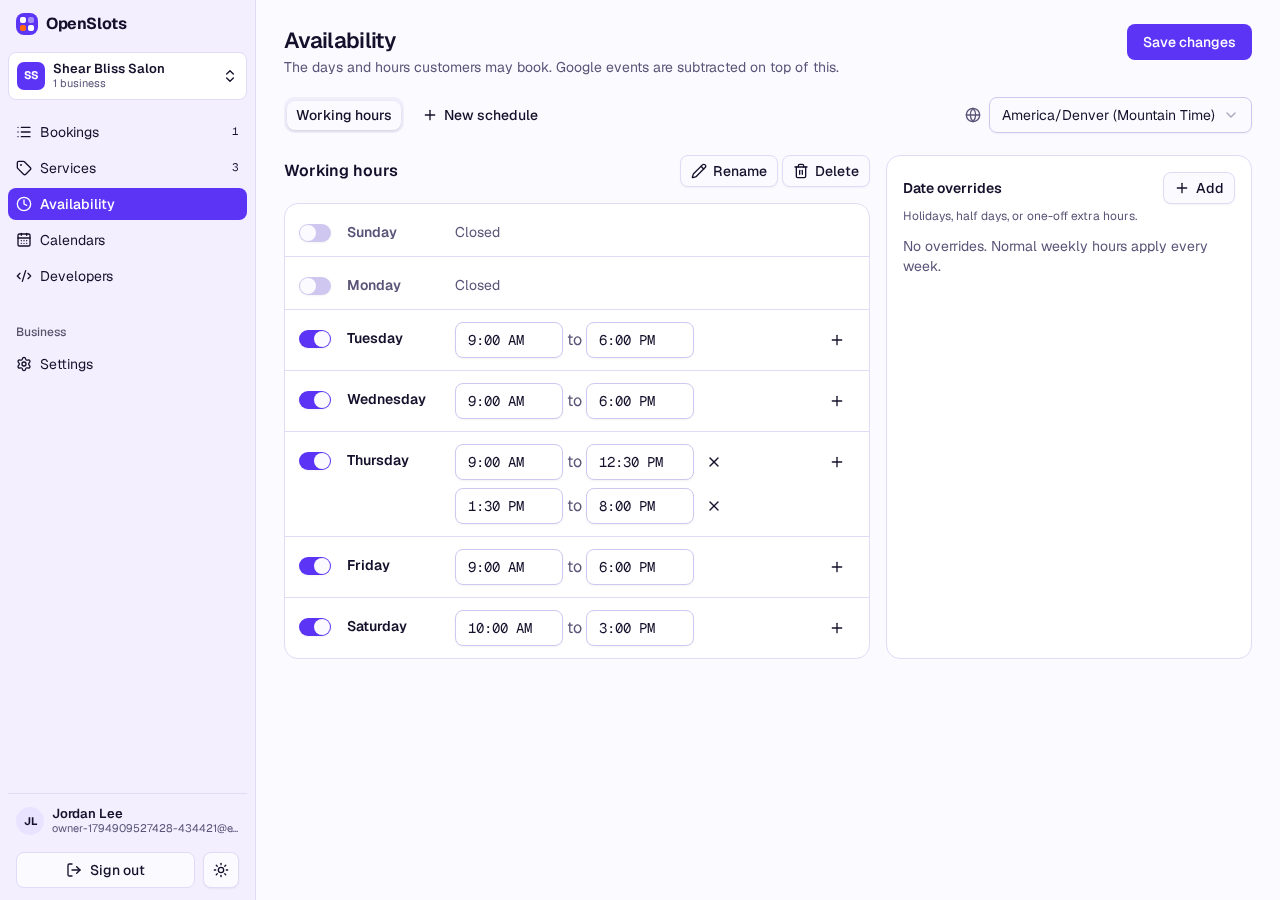 OpenSlots
SS
Shear Bliss Salon
1 business
Bookings 1
Services 3
Availability
Calendars
Developers
Business
Settings
JL
Jordan Lee
owner-1794909527428-434421@e...
Sign out
Availability
The days and hours customers may book. Google events are subtracted on top of this.
Save changes
Working hours
New schedule
America/Denver (Mountain Time)
Working hours
Rename
Delete
Sunday Closed
Monday Closed
Tuesday 9:00 AM to 6:00 PM
Wednesday 9:00 AM to 6:00 PM
Thursday 9:00 AM to 12:30 PM
1:30 PM to 8:00 PM
Friday 9:00 AM to 6:00 PM
Saturday 10:00 AM to 3:00 PM
Date overrides
Add
Holidays, half days, or one-off extra hours.
No overrides. Normal weekly hours apply every
week.